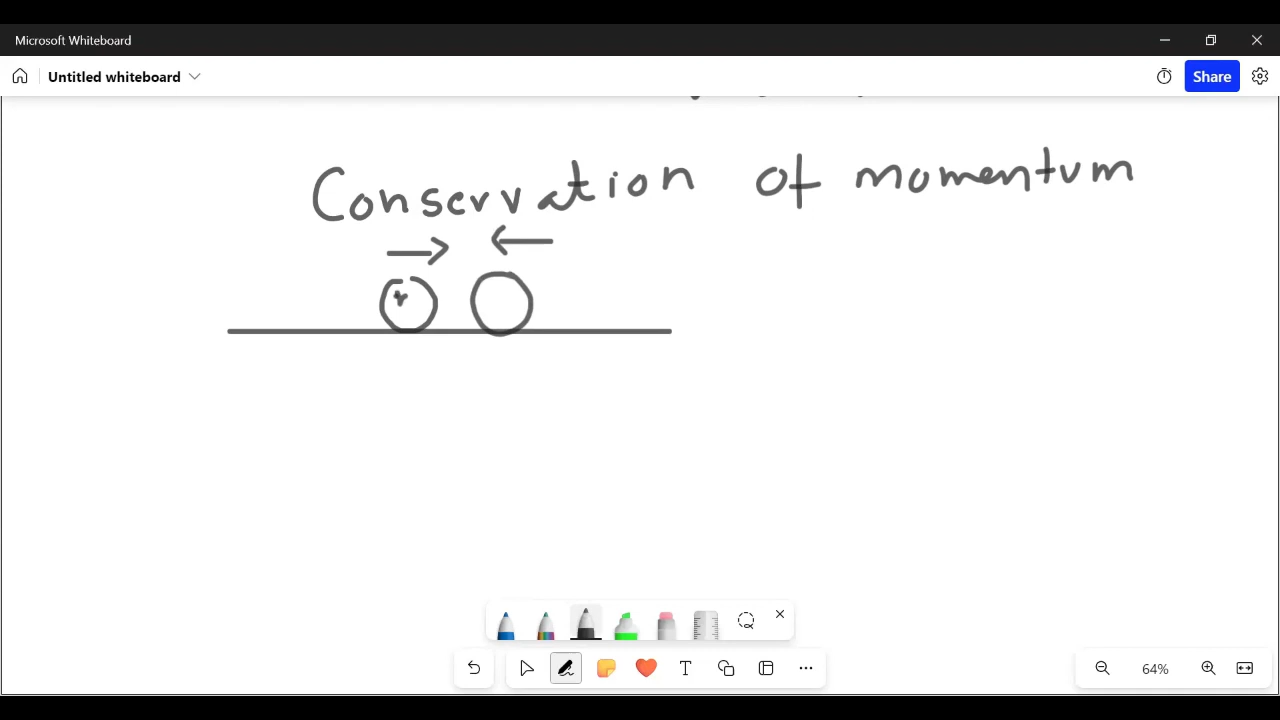 Microsoft Whiteboard
Untitled whiteboard
Share
Conservation of momentum
64%